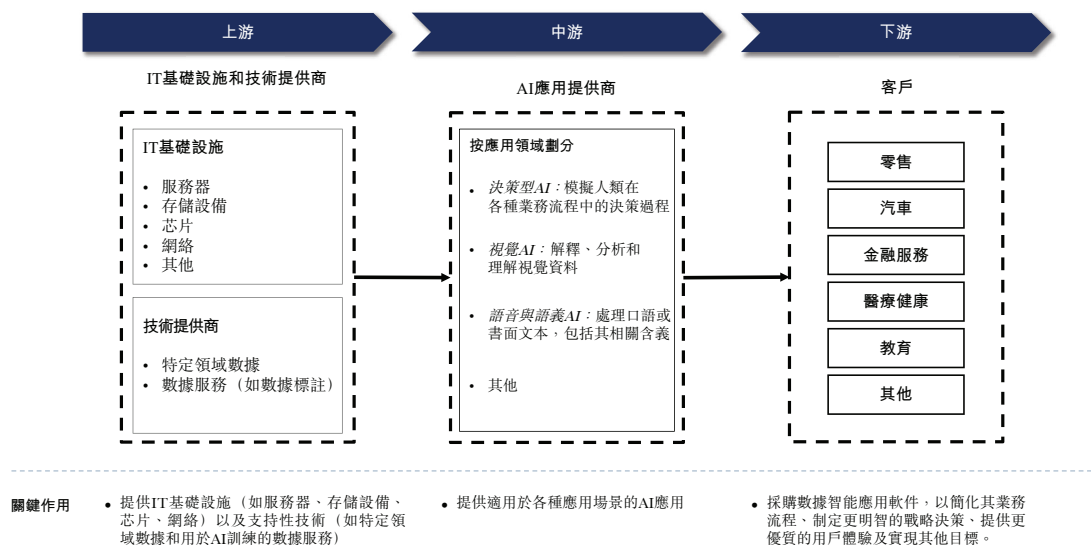 上游
中游
下游
IT基礎設施和技術提供商
AI應用提供商
客戶
IT基礎設施
• 服務器
• 存儲設備
• 芯片
• 網絡
• 其他
技術提供商
• 特定領域數據
• 數據服務（如數據標註）
按應用領域劃分
• 決策型AI：模擬人類在
各種業務流程中的決策過程
• 視覺AI：解釋、分析和
理解視覺資料
• 語音與語義AI：處理口語或
書面文本，包括其相關含義
• 其他
零售
汽車
金融服務
醫療健康
教育
其他
關鍵作用
• 提供IT基礎設施（如服務器、存儲設備、
芯片、網絡）以及支持性技術（如特定領
域數據和用於AI訓練的數據服務）
• 提供適用於各種應用場景的AI應用
• 採購數據智能應用軟件，以簡化其業務
流程、制定更明智的戰略決策、提供更
優質的用戶體驗及實現其他目標。